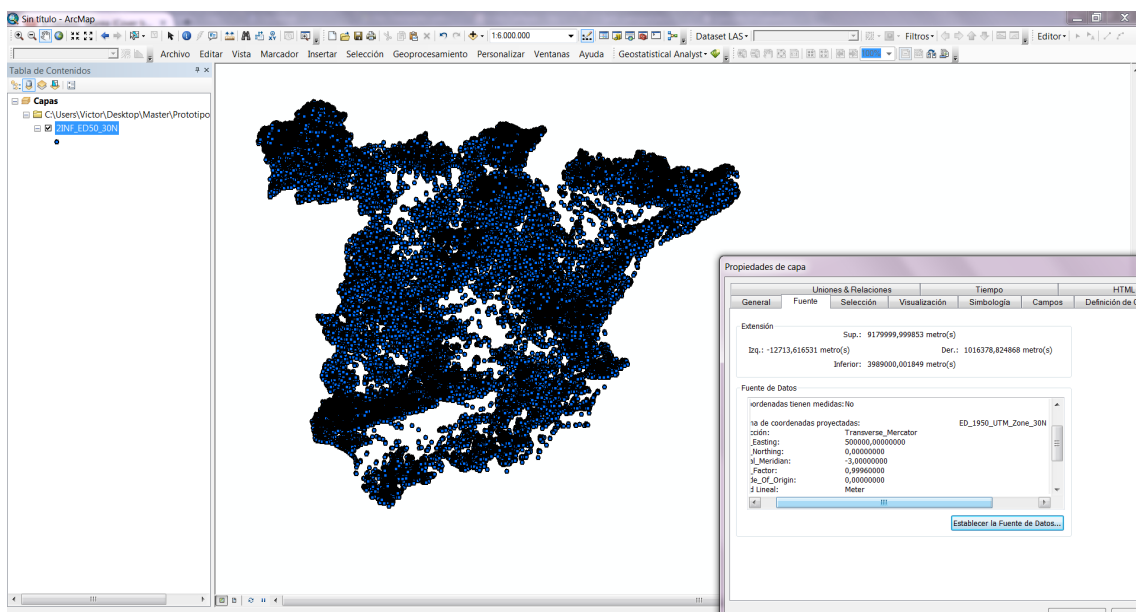 Sin título - ArcMap
1:6.000.000
Dataset LAS
Filtros
Editor
Archivo Editar Vista Marcador Insertar Selección Geoprocesamiento Personalizar Ventanas Ayuda
Geostatistical Analyst
100%
Tabla de Contenidos
Capas
C:\Users\Victor\Desktop\Master\Prototipo
2INF_ED50_30N
Propiedades de capa
Uniones & Relaciones Tiempo HTML
General Fuente Selección Visualización Simbología Campos Definición de
Extensión
Sup.: 9179999,999853 metro(s)
Izq.: -12713,616531 metro(s) Der.: 1016378,824868 metro(s)
Inferior: 3989000,001849 metro(s)
Fuente de Datos
oordenadas tienen medidas: No
na de coordenadas proyectadas: ED_1950_UTM_Zone_30N
cción: Transverse_Mercator
_Easting: 500000,00000000
_Northing: 0,00000000
al_Meridian: -3,00000000
_Factor: 0,99960000
de_Of_Origin: 0,00000000
d Lineal: Meter
Establecer la Fuente de Datos...